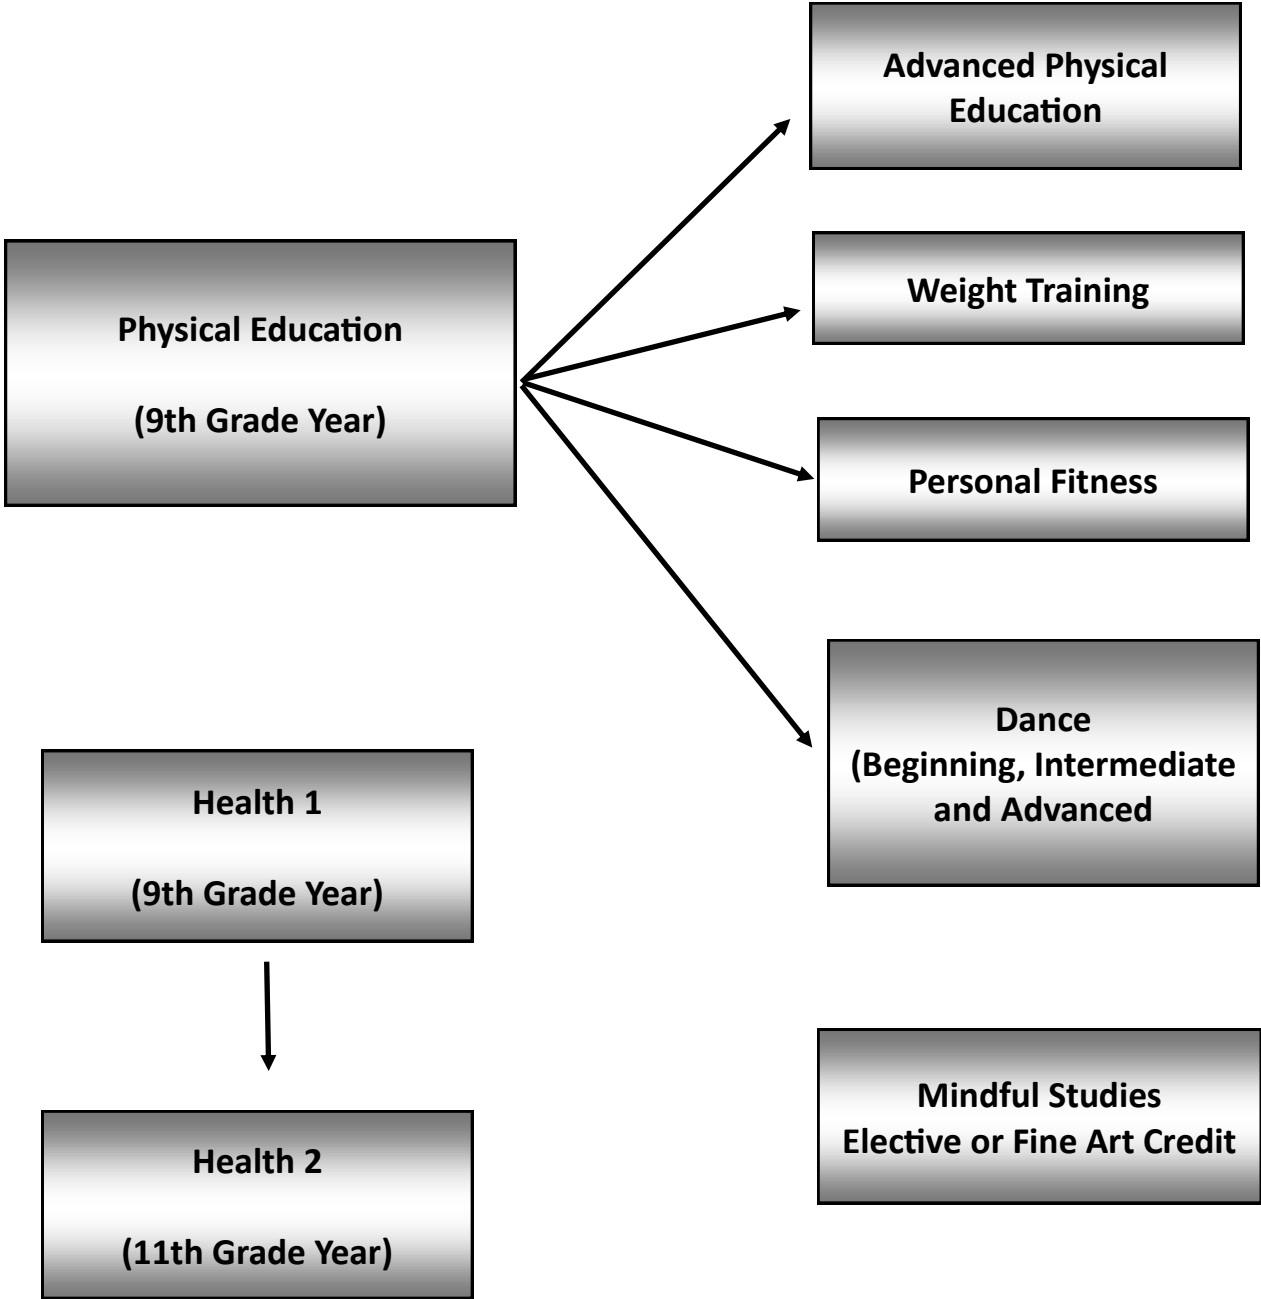 Advanced Physical
Education
Weight Training
Physical Education
(9th Grade Year)
Personal Fitness
Dance
(Beginning, Intermediate
and Advanced
Health 1
(9th Grade Year)
Mindful Studies
Elective or Fine Art Credit
Health 2
(11th Grade Year)